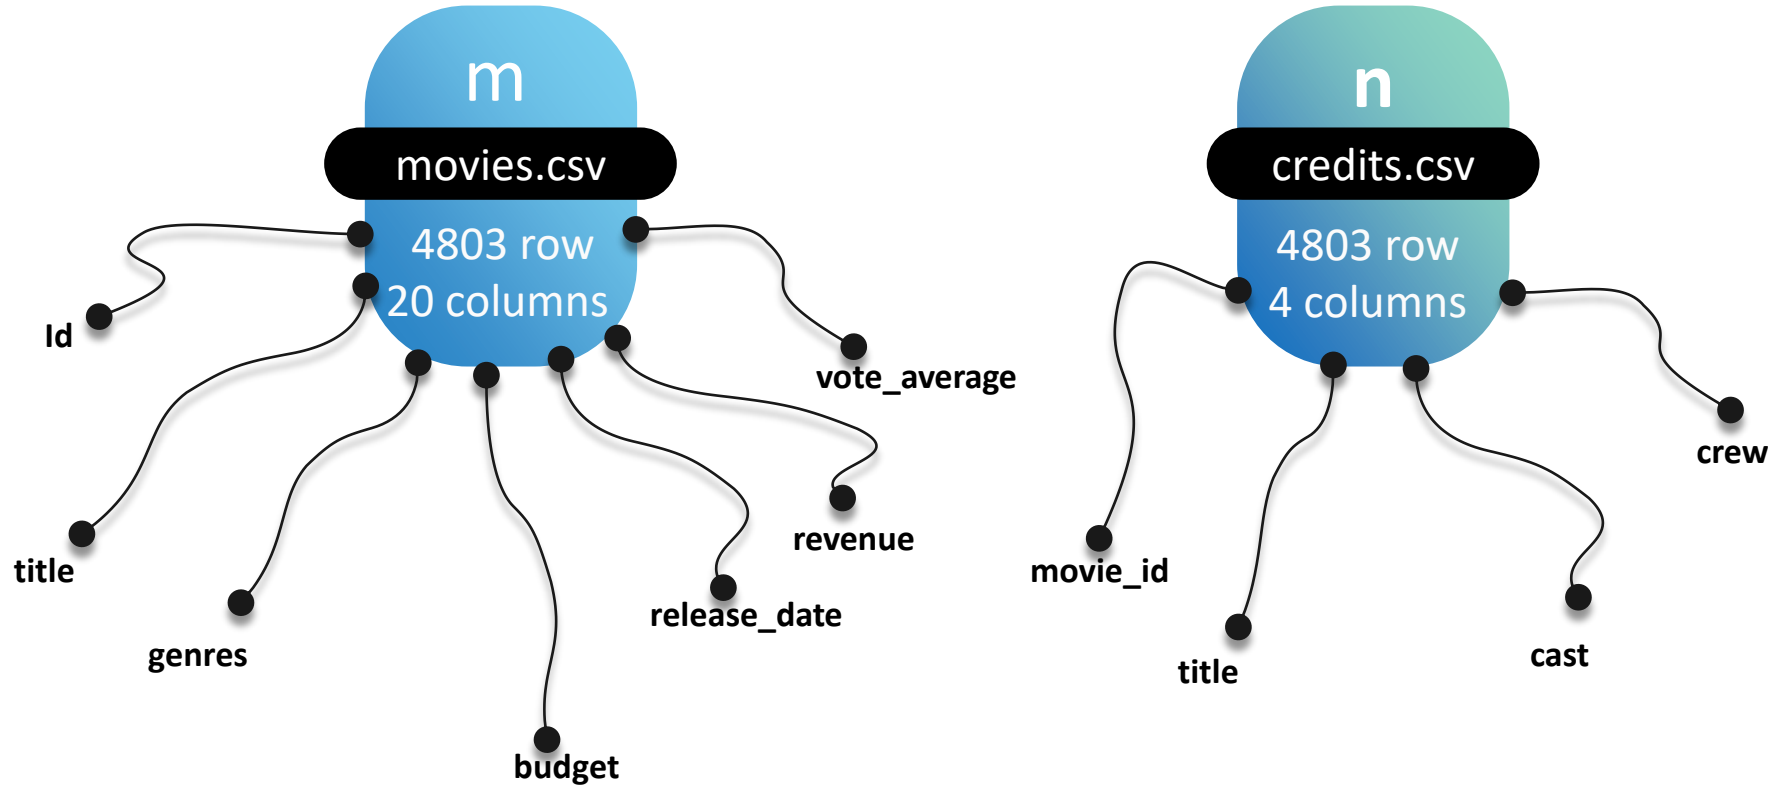 m
movies.csv
4803 row
20 columns
Id
title
genres
budget
release_date
revenue
vote_average
n
credits.csv
4803 row
4 columns
movie_id
title
cast
crew